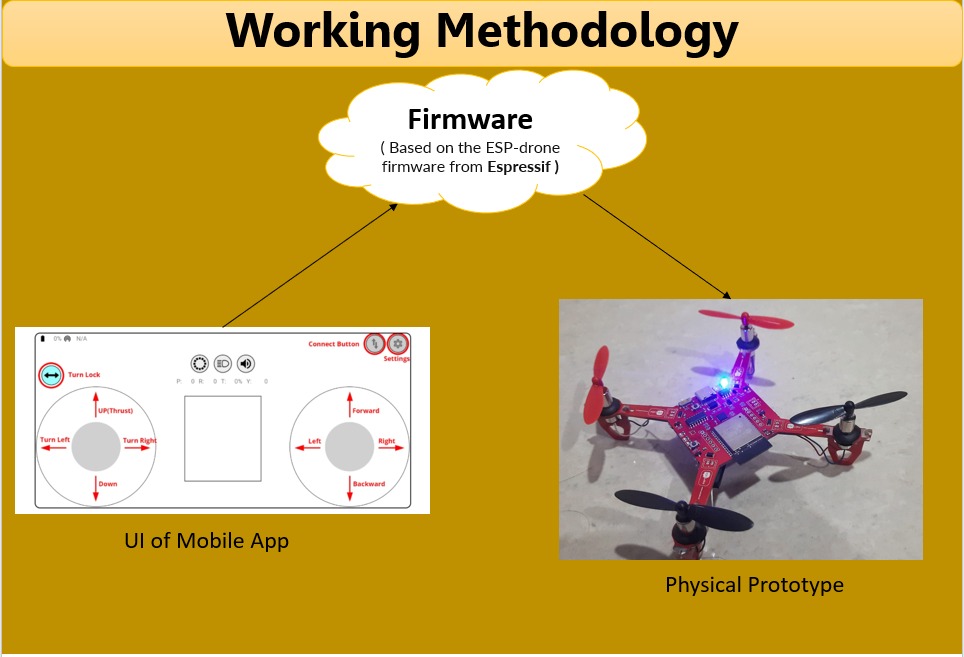 Working Methodology
Firmware
( Based on the ESP-drone
firmware from Espressif )
0% N/A
Connect Button
Settings
Turn Lock
P: 0 R: 0 T: 0% Y: 0
UP(Thrust)
Turn Left
Turn Right
Down
Forward
Left
Right
Backward
UI of Mobile App
Physical Prototype